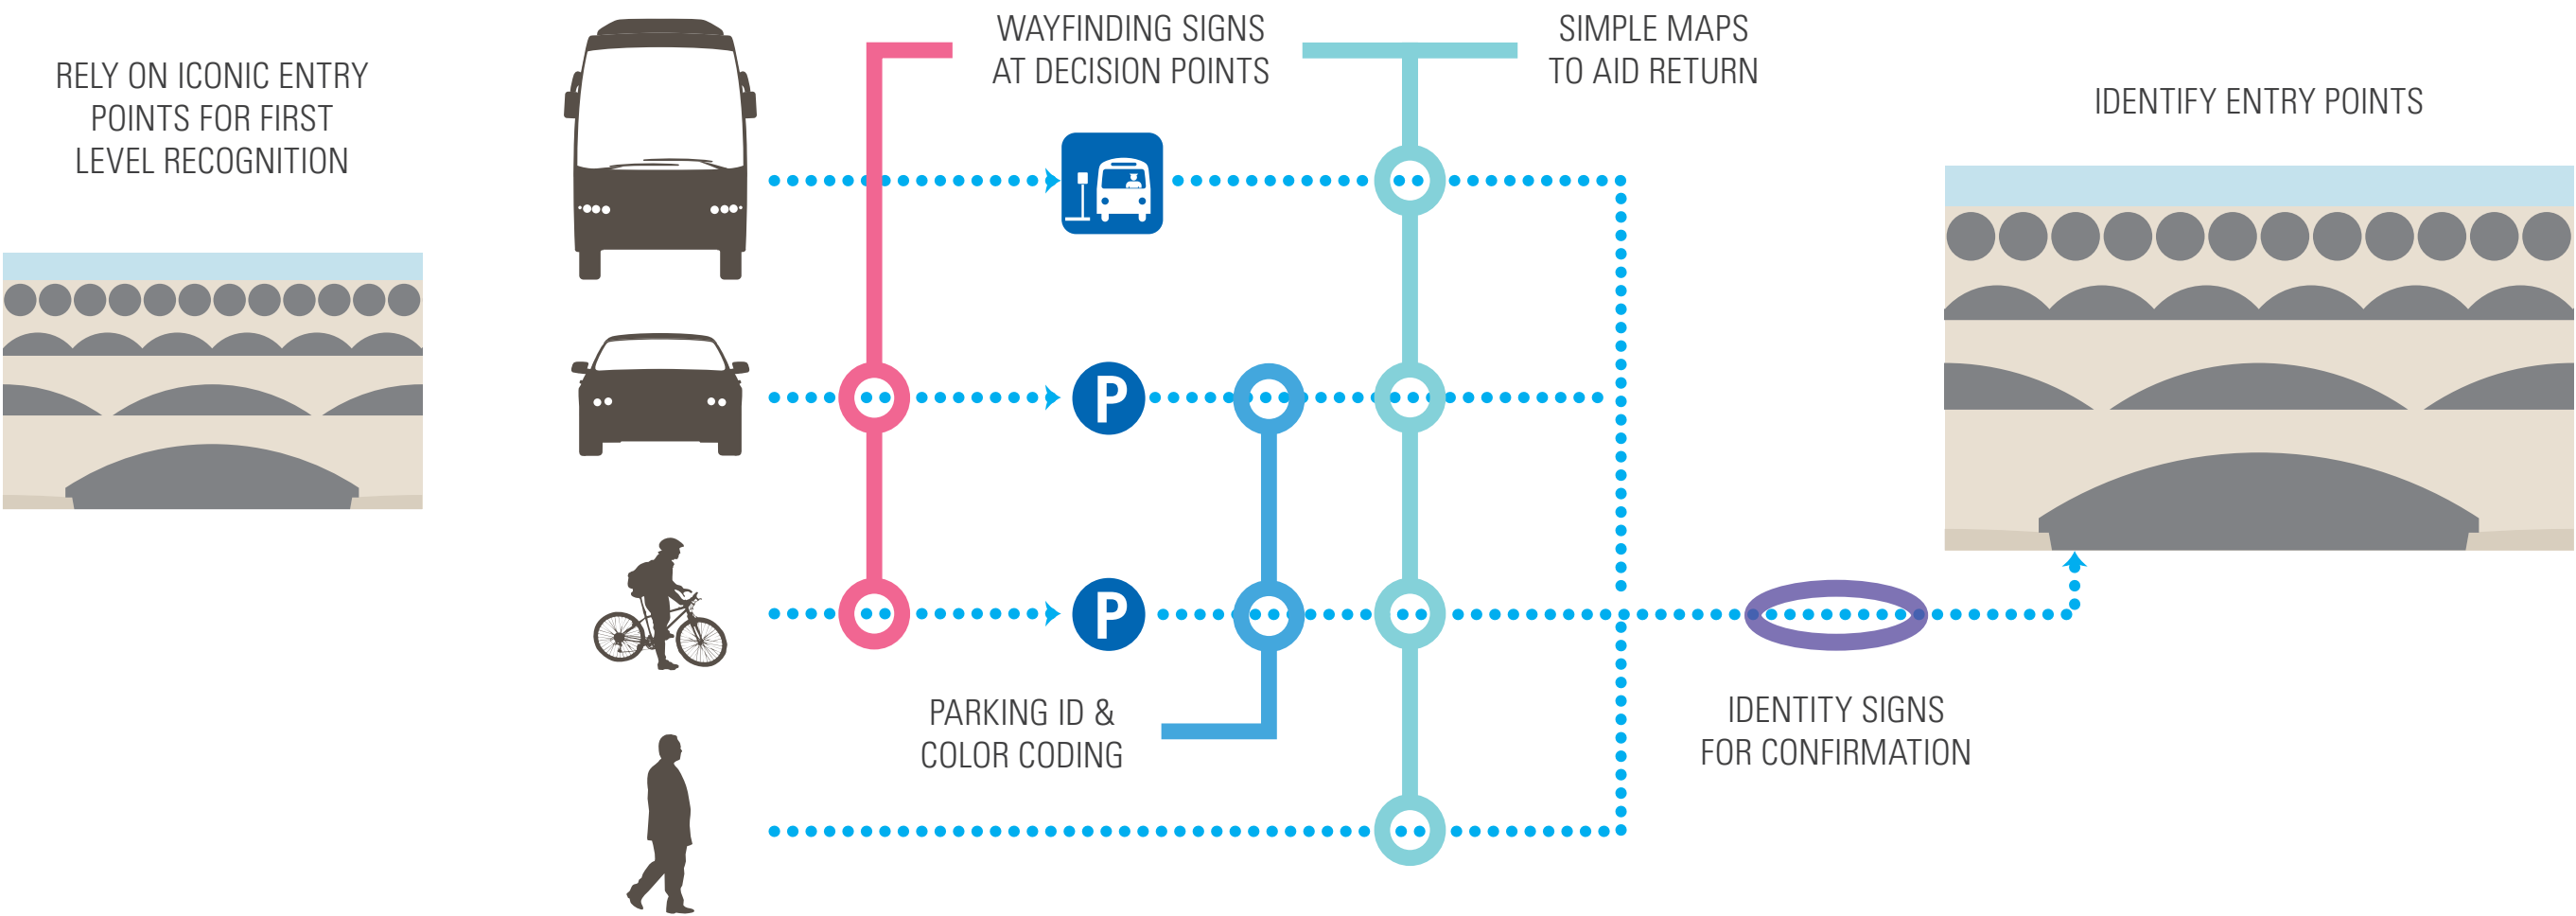 RELY ON ICONIC ENTRY
POINTS FOR FIRST
LEVEL RECOGNITION
WAYFINDING SIGNS
AT DECISION POINTS
SIMPLE MAPS
TO AID RETURN
IDENTIFY ENTRY POINTS
P
P
PARKING ID &
COLOR CODING
IDENTITY SIGNS
FOR CONFIRMATION